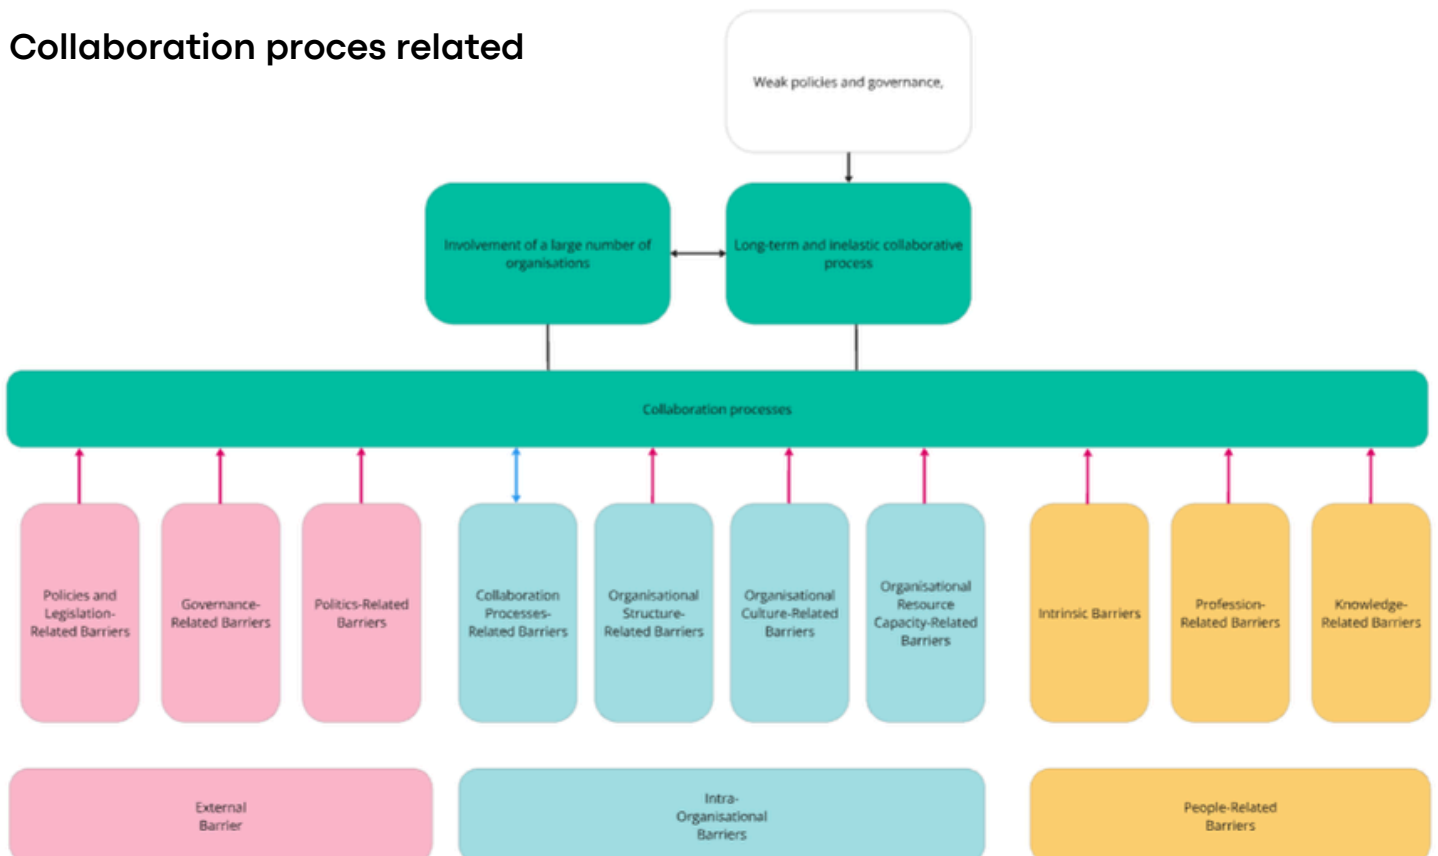 Collaboration proces related
Weak policies and governance,
Involvement of a large number of
organisations
Long-term and inelastic collaborative
process
Collaboration processes
Policies and
Legislation-
Related Barriers
Governance-
Related Barriers
Politics-Related
Barriers
Collaboration
Processes-
Related Barriers
Organisational
Structure-
Related Barriers
Organisational
Culture-Related
Barriers
Organisational
Resource
Capacity-Related
Barriers
Intrinsic Barriers
Profession-
Related Barriers
Knowledge-
Related Barriers
External
Barrier
Intra-
Organisational
Barriers
People-Related
Barriers